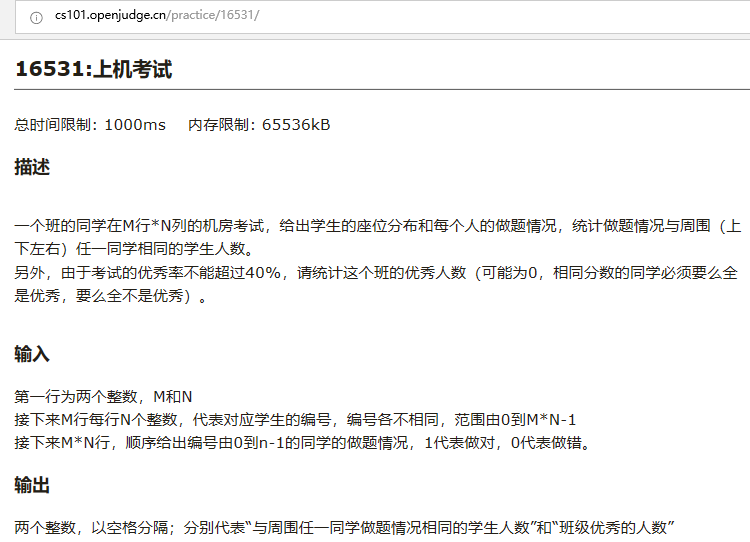 cs101.openjudge.cn/practice/16531/
16531:上机考试
总时间限制: 1000ms 内存限制: 65536kB
描述
一个班的同学在M行*N列的机房考试，给出学生的座位分布和每个人的做题情况，统计做题情况与周围（上
下左右）任一同学相同的学生人数。
另外，由于考试的优秀率不能超过40%，请统计这个班的优秀人数（可能为0，相同分数的同学必须要么全
是优秀，要么全不是优秀）。
输入
第一行为两个整数，M和N
接下来M行每行N个整数，代表对应学生的编号，编号各不相同，范围由0到M*N-1
接下来M*N行，顺序给出编号由0到n-1的同学的做题情况，1代表做对，0代表做错。
输出
两个整数，以空格分隔；分别代表“与周围任一同学做题情况相同的学生人数”和“班级优秀的人数”